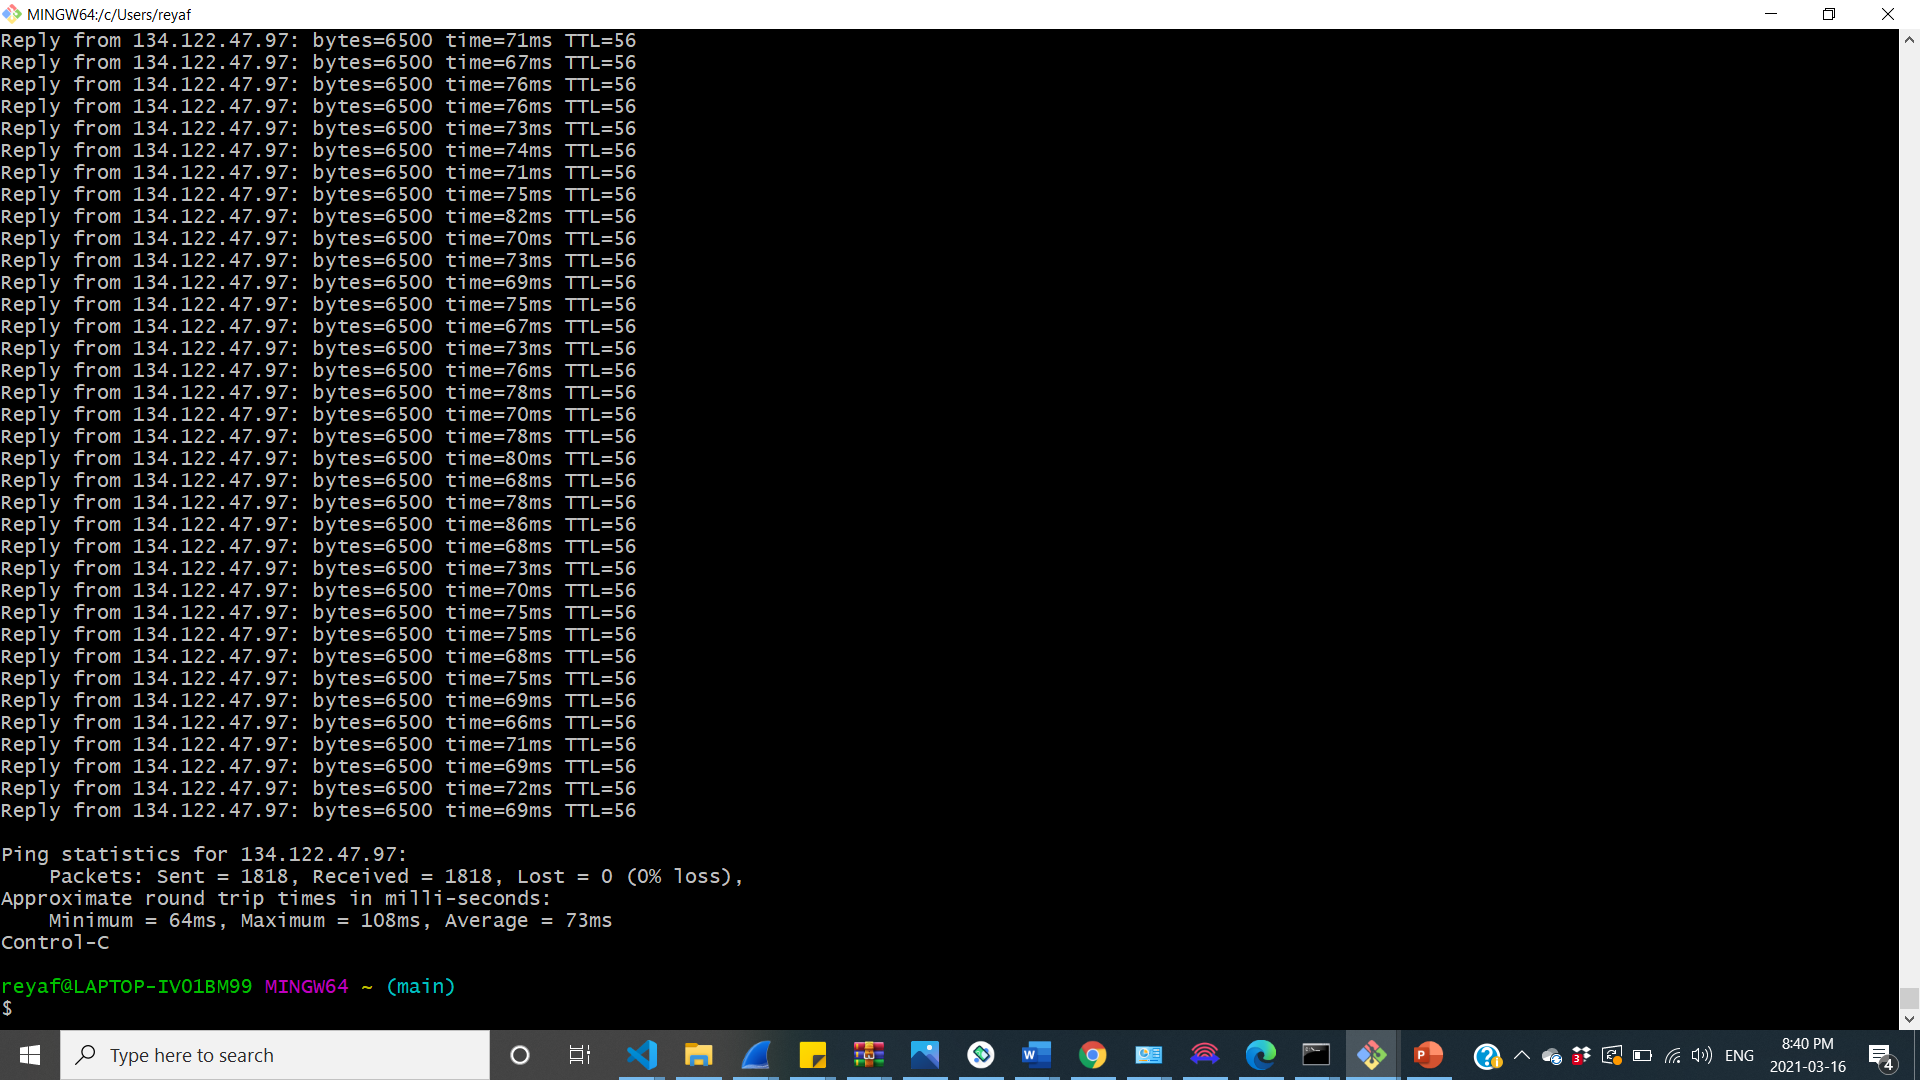 MINGW64:/c/Users/reyaf
Reply from 134.122.47.97: bytes=6500 time=71ms TTL=56
Reply from 134.122.47.97: bytes=6500 time=67ms TTL=56
Reply from 134.122.47.97: bytes=6500 time=76ms TTL=56
Reply from 134.122.47.97: bytes=6500 time=76ms TTL=56
Reply from 134.122.47.97: bytes=6500 time=73ms TTL=56
Reply from 134.122.47.97: bytes=6500 time=74ms TTL=56
Reply from 134.122.47.97: bytes=6500 time=71ms TTL=56
Reply from 134.122.47.97: bytes=6500 time=75ms TTL=56
Reply from 134.122.47.97: bytes=6500 time=82ms TTL=56
Reply from 134.122.47.97: bytes=6500 time=70ms TTL=56
Reply from 134.122.47.97: bytes=6500 time=73ms TTL=56
Reply from 134.122.47.97: bytes=6500 time=69ms TTL=56
Reply from 134.122.47.97: bytes=6500 time=75ms TTL=56
Reply from 134.122.47.97: bytes=6500 time=67ms TTL=56
Reply from 134.122.47.97: bytes=6500 time=73ms TTL=56
Reply from 134.122.47.97: bytes=6500 time=76ms TTL=56
Reply from 134.122.47.97: bytes=6500 time=78ms TTL=56
Reply from 134.122.47.97: bytes=6500 time=70ms TTL=56
Reply from 134.122.47.97: bytes=6500 time=78ms TTL=56
Reply from 134.122.47.97: bytes=6500 time=80ms TTL=56
Reply from 134.122.47.97: bytes=6500 time=68ms TTL=56
Reply from 134.122.47.97: bytes=6500 time=78ms TTL=56
Reply from 134.122.47.97: bytes=6500 time=86ms TTL=56
Reply from 134.122.47.97: bytes=6500 time=68ms TTL=56
Reply from 134.122.47.97: bytes=6500 time=73ms TTL=56
Reply from 134.122.47.97: bytes=6500 time=70ms TTL=56
Reply from 134.122.47.97: bytes=6500 time=75ms TTL=56
Reply from 134.122.47.97: bytes=6500 time=75ms TTL=56
Reply from 134.122.47.97: bytes=6500 time=68ms TTL=56
Reply from 134.122.47.97: bytes=6500 time=75ms TTL=56
Reply from 134.122.47.97: bytes=6500 time=69ms TTL=56
Reply from 134.122.47.97: bytes=6500 time=66ms TTL=56
Reply from 134.122.47.97: bytes=6500 time=71ms TTL=56
Reply from 134.122.47.97: bytes=6500 time=69ms TTL=56
Reply from 134.122.47.97: bytes=6500 time=72ms TTL=56
Reply from 134.122.47.97: bytes=6500 time=69ms TTL=56
Ping statistics for 134.122.47.97:
Packets: Sent = 1818, Received = 1818, Lost = 0 (0% loss),
Approximate round trip times in milli-seconds:
Minimum = 64ms, Maximum = 108ms, Average = 73ms
Control-C
reyaf@LAPTOP-IVO1BM99 MINGW64 ~ (main)
$
Type here to search
ENG
8:40 PM
2021-03-16
4